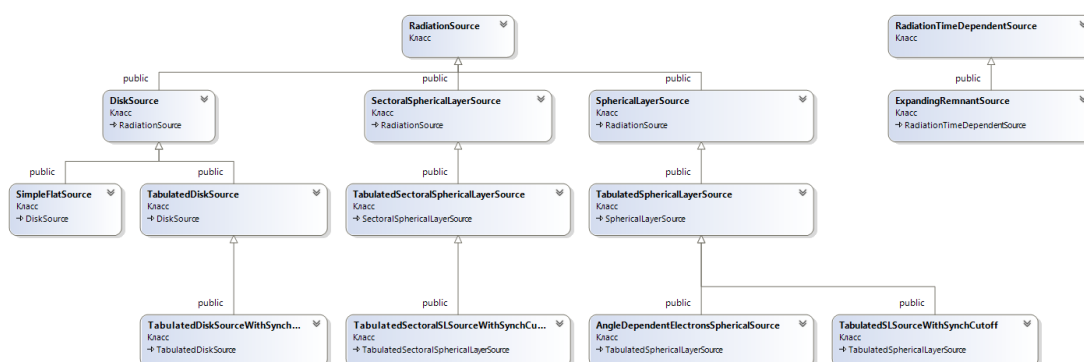 RadiationSource
Класс
RadiationTimeDependentSource
Класс
public
public
public
public
DiskSource
Класс
RadiationSource
SectoralSphericalLayerSource
Класс
RadiationSource
SphericalLayerSource
Класс
RadiationSource
ExpandingRemnantSource
Класс
RadiationTimeDependentSource
public
public
public
public
SimpleFlatSource
Класс
DiskSource
TabulatedDiskSource
Класс
DiskSource
TabulatedSectoralSphericalLayerSource
Класс
SectoralSphericalLayerSource
TabulatedSphericalLayerSource
Класс
SphericalLayerSource
public
public
public
public
TabulatedDiskSourceWithSynch...
Класс
TabulatedDiskSource
TabulatedSectoralSLSourceWithSynchCu...
Класс
TabulatedSectoralSphericalLayerSource
AngleDependentElectronsSphericalSource
Класс
TabulatedSphericalLayerSource
TabulatedSLSourceWithSynchCutoff
Класс
TabulatedSphericalLayerSource